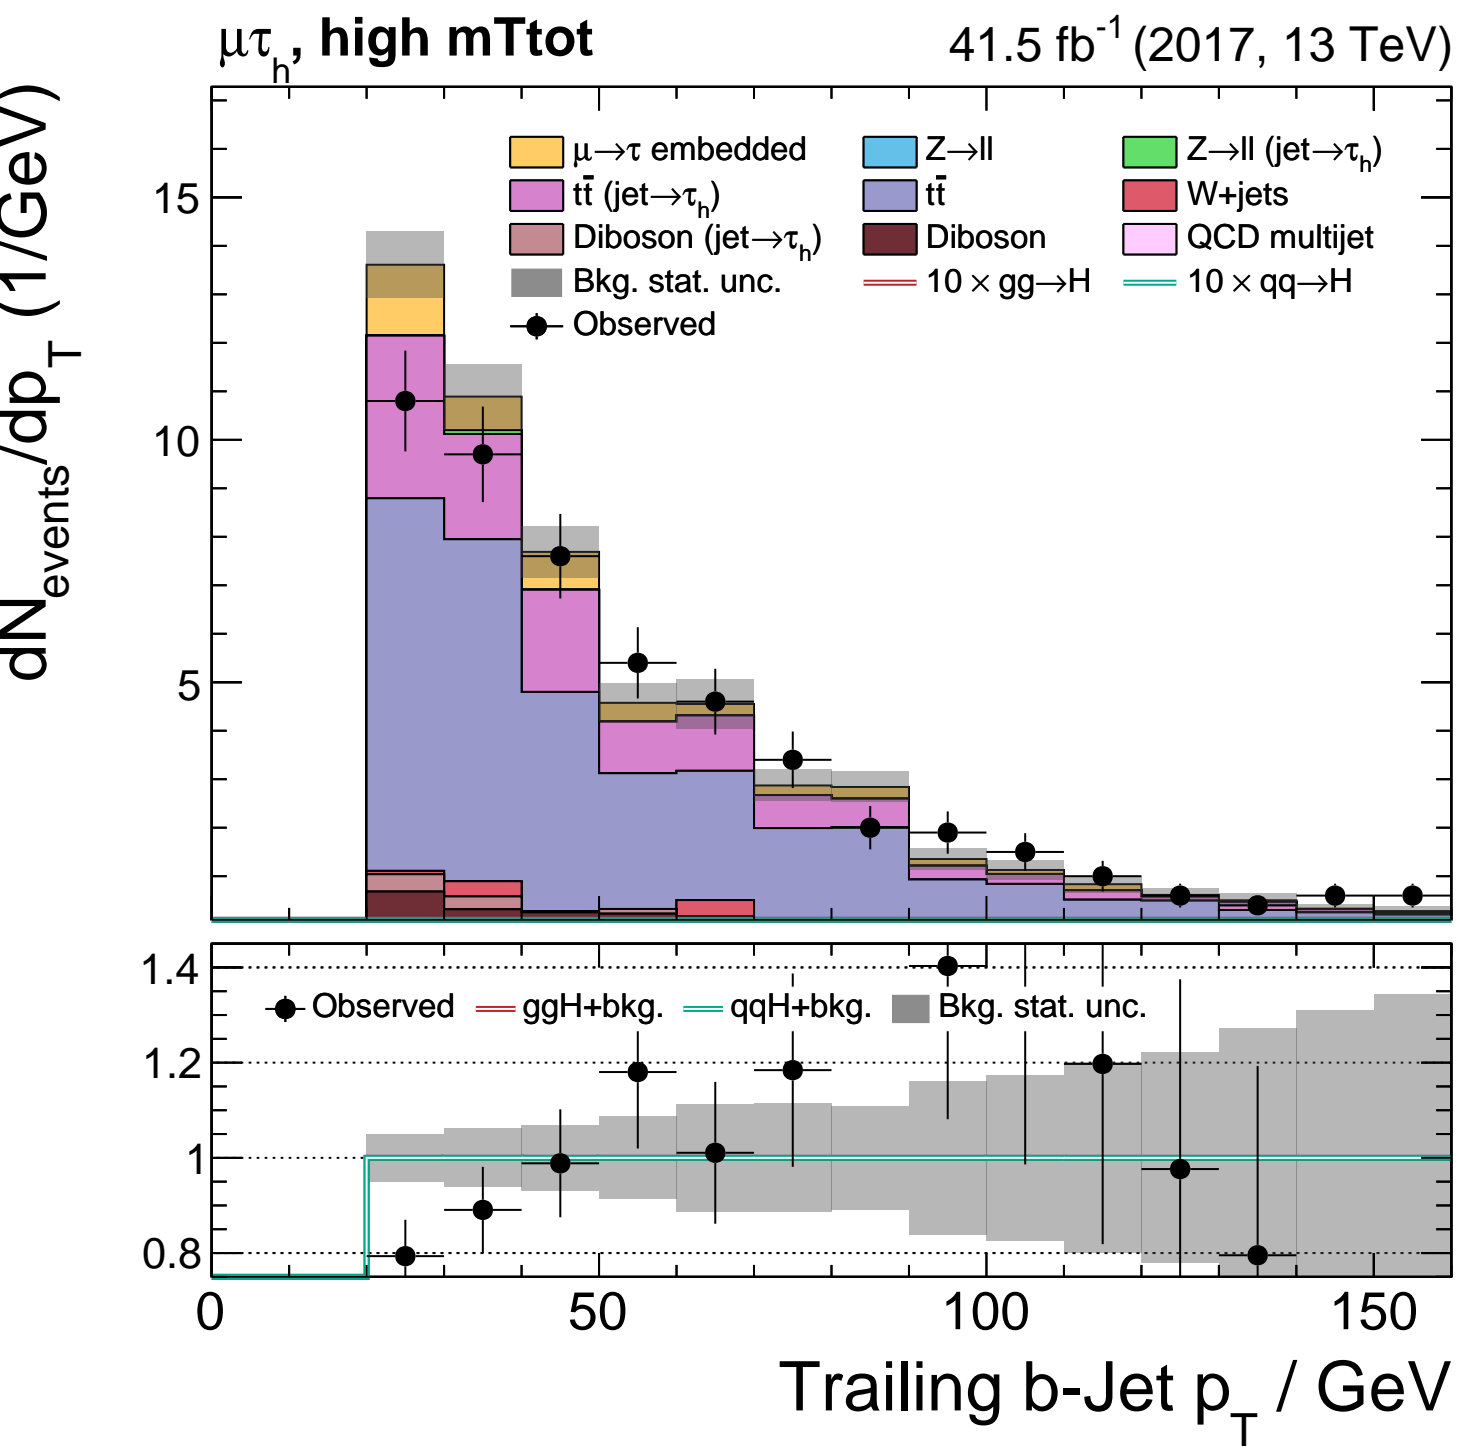 μτh, high mTtot
41.5 fb-1 (2017, 13 TeV)
dNevents/dpT (1/GeV)
μ→τ embedded
Z→ll
Z→ll (jet→τh)
tt̄ (jet→τh)
tt̄
W+jets
Diboson (jet→τh)
Diboson
QCD multijet
Bkg. stat. unc.
10 × gg→H
10 × qq→H
Observed
15
10
5
1.4
Observed
ggH+bkg.
qqH+bkg.
Bkg. stat. unc.
1.2
1
0.8
0
50
100
150
Trailing b-Jet pT / GeV